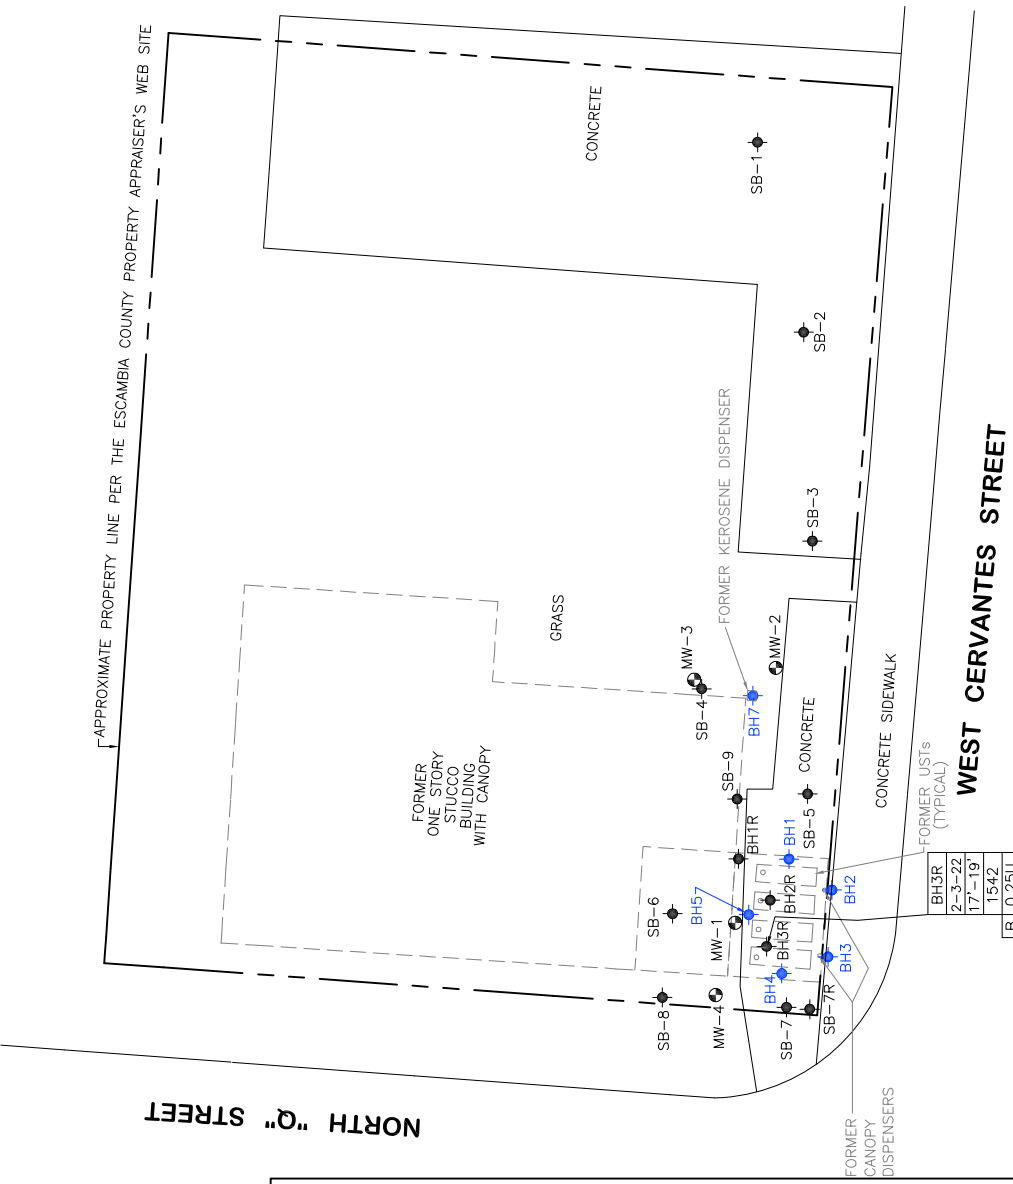 APPROXIMATE PROPERTY LINE PER THE ESCAMBIA COUNTY PROPERTY APPRAISER'S WEB SITE
CONCRETE
SB-1
SB-2
SB-3
FORMER KEROSENE DISPENSER
GRASS
MW-3
SB-4
MW-2
BH7
FORMER
ONE STORY
STUCCO
BUILDING
WITH CANOPY
SB-9
CONCRETE
SB-5
BH1R
BH1
BH2R
BH2
BH3R
BH3
BH4
BH57
SB-6
MW-1
SB-8
MW-4
SB-7
SB-7R
CONCRETE SIDEWALK
FORMER USTs
(TYPICAL)
WEST CERVANTES STREET
BH3R
2-3-22
17'-19'
1542
NORTH "Q" STREET
FORMER
CANOPY
DISPENSERS